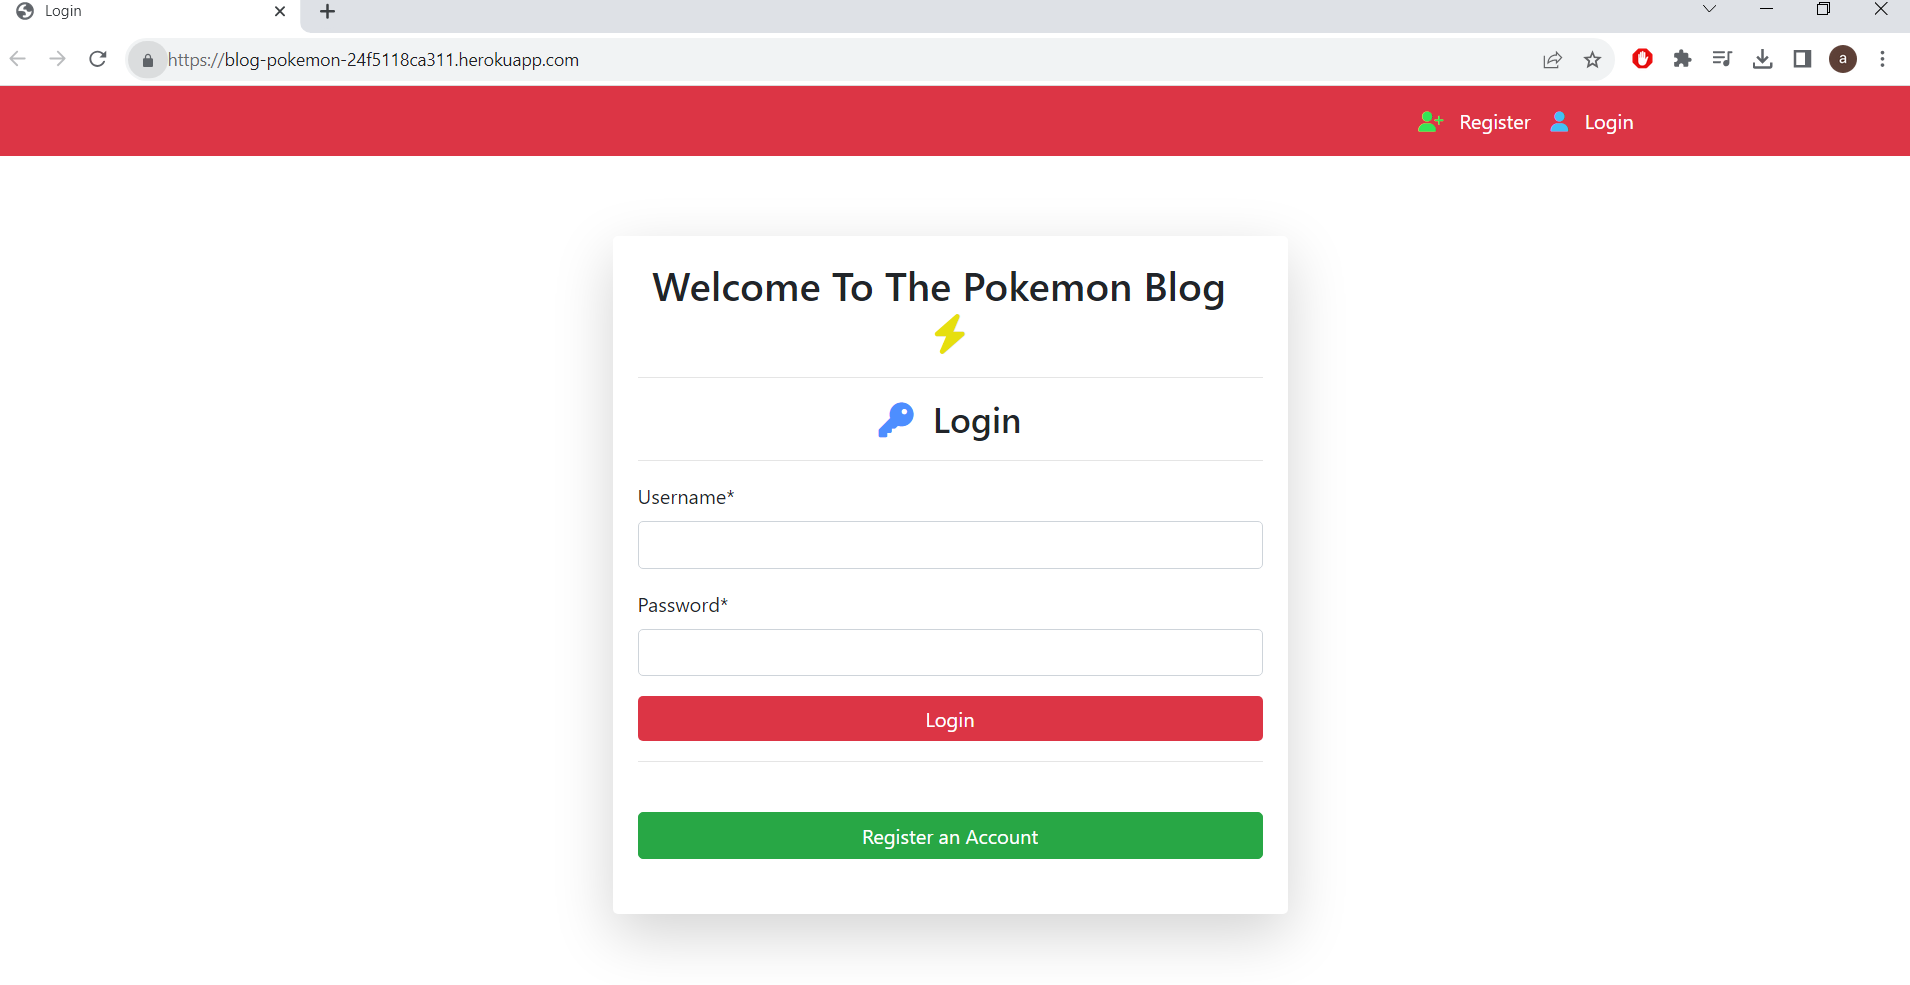 Login
https://blog-pokemon-24f5118ca311.herokuapp.com
a
Register Login
Welcome To The Pokemon Blog
Login
Username*
Password*
Login
Register an Account